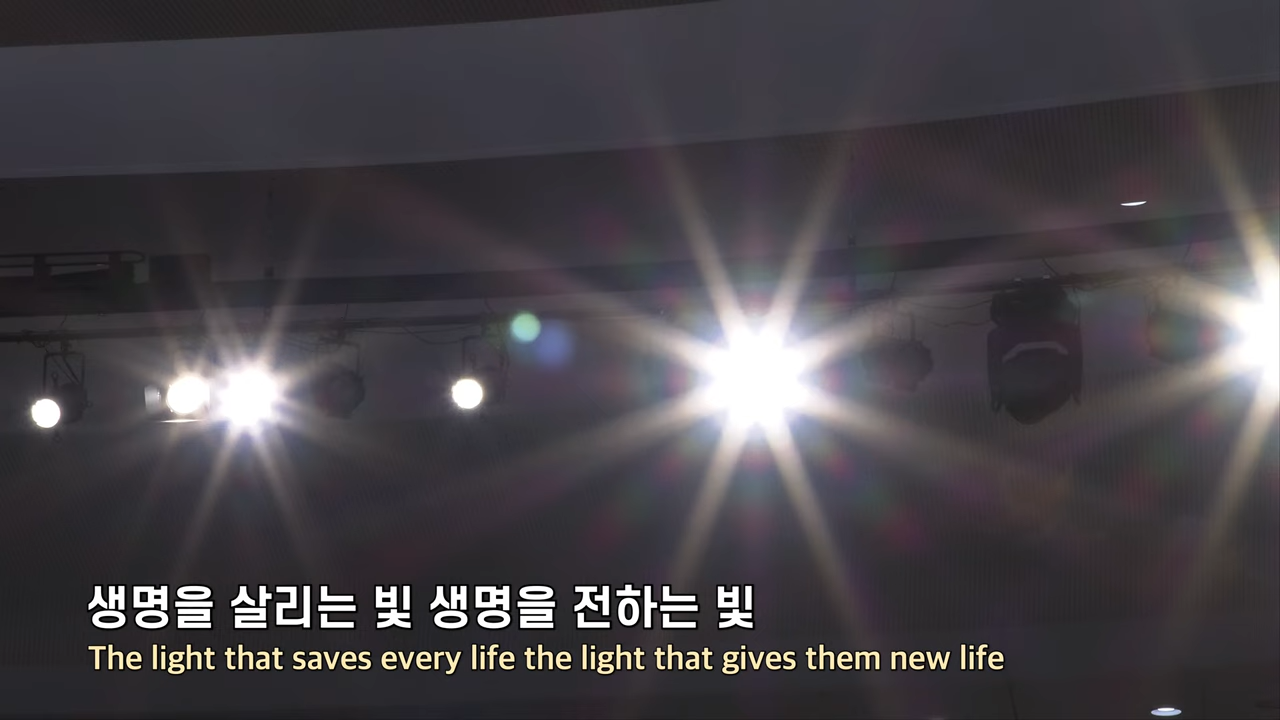 생명을 살리는 빛 생명을 전하는 빛
The light that saves every life the light that gives them new life